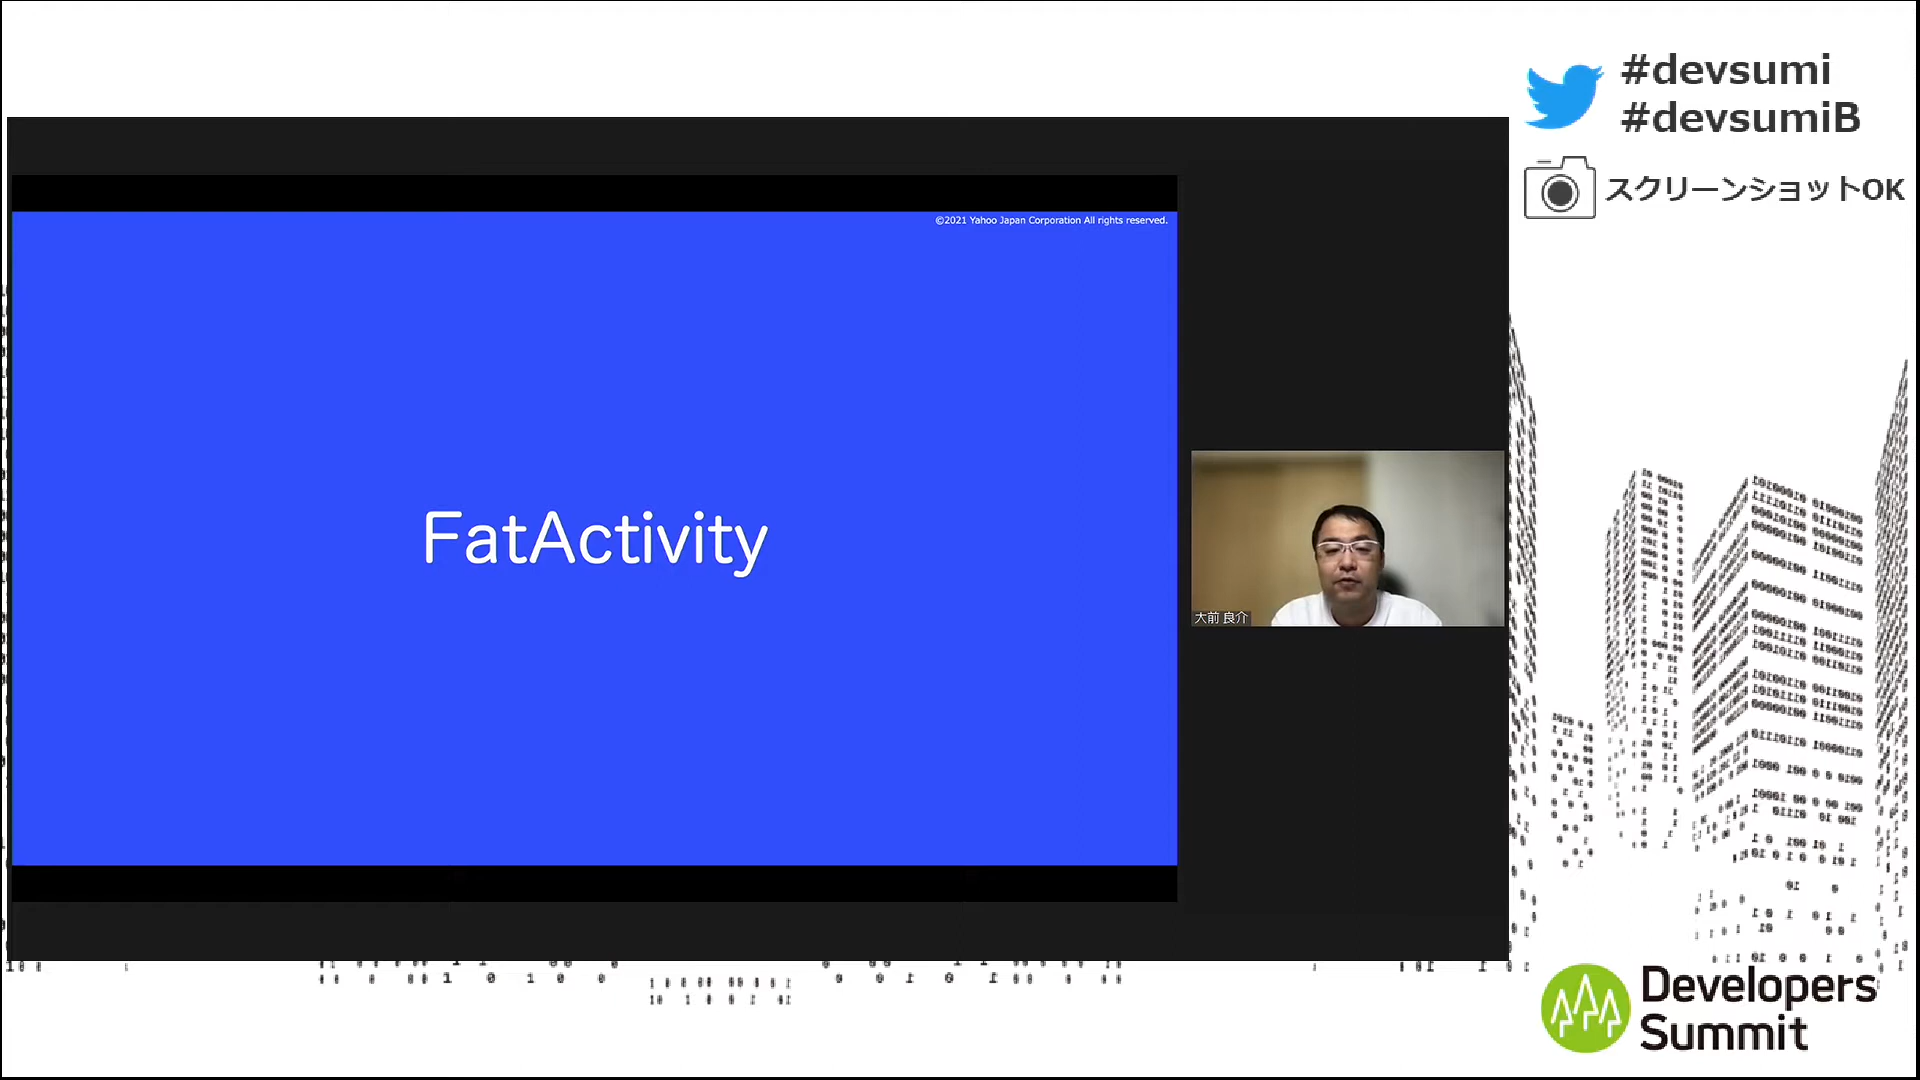 #devsumi
#devsumiB
スクリーンショットOK
©2021 Yahoo Japan Corporation All rights reserved.
FatActivity
大前 良介
Developers
Summit